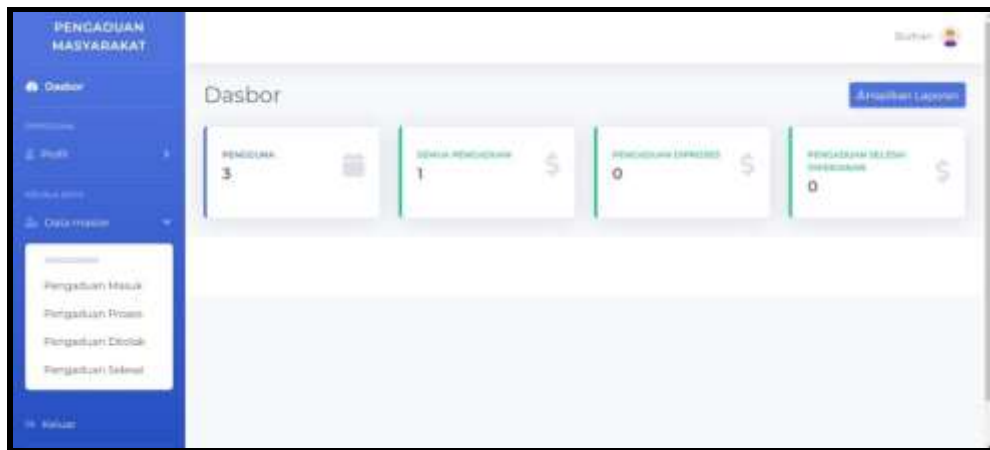 PENGADUAN
MASYARAKAT
Dasbor
Profil
Data master
Pengaduan Masuk
Pengaduan Proses
Pengaduan Ditolak
Pengaduan Selesai
Keluar
Dasbor
Laporan
PENGGUNA
3
SEMUA PENGADUAN
1
PENGADUAN DIPROSES
0
PENGADUAN SELESAI
0